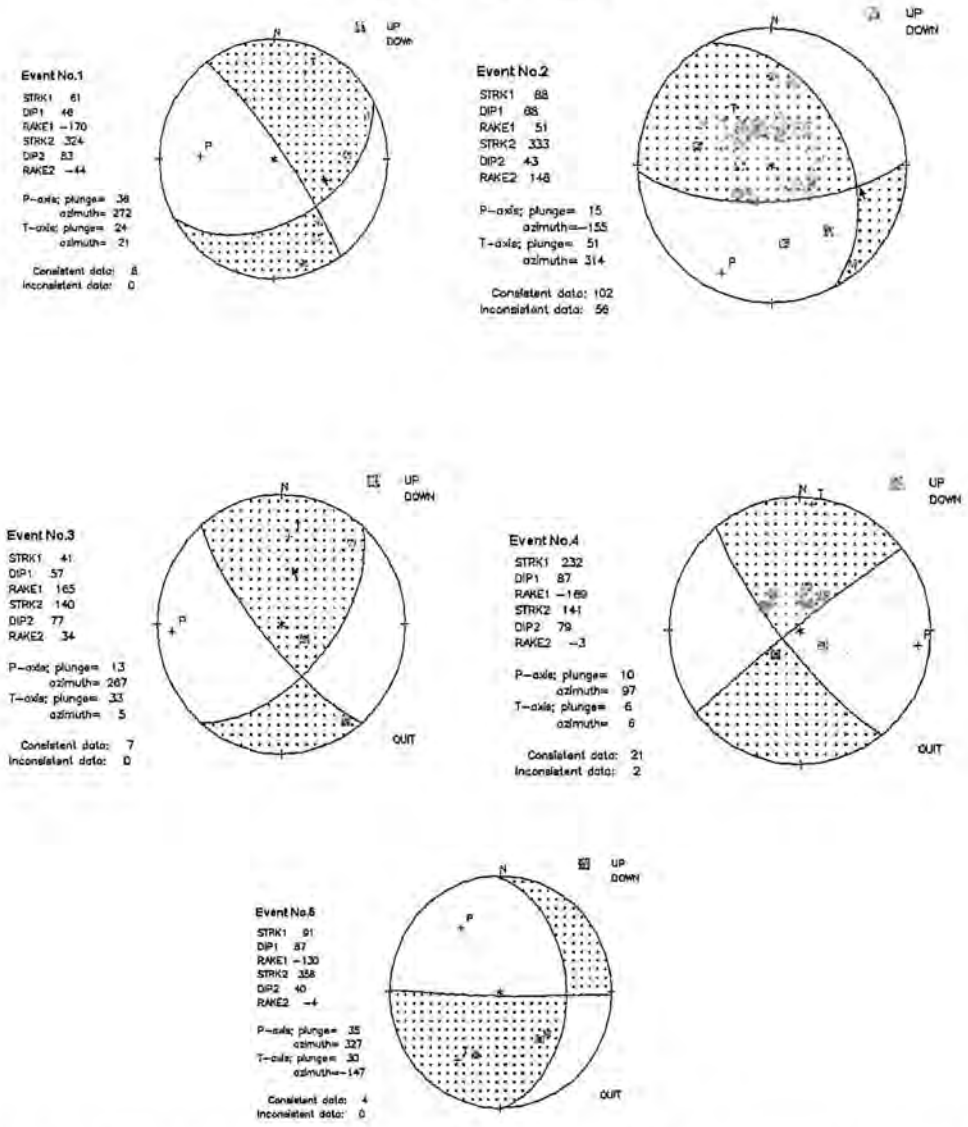 UP
DOWN
N
Event No.1
STRK1 61
DIP1 46
RAKE1 -170
STRK2 324
DIP2 83
RAKE2 -44
P-axis; plunge= 38
azimuth= 272
T-axis; plunge= 24
azimuth= 21
Consistent data: 8
Inconsistent data: 0
P
T
UP
DOWN
N
Event No.2
STRK1 88
DIP1 68
RAKE1 51
STRK2 333
DIP2 43
RAKE2 148
P-axis; plunge= 15
azimuth=-155
T-axis; plunge= 51
azimuth= 314
Consistent data: 102
Inconsistent data: 56
P
UP
DOWN
N
Event No.3
STRK1 41
DIP1 57
RAKE1 165
STRK2 140
DIP2 77
RAKE2 34
P-axis; plunge= 13
azimuth= 267
T-axis; plunge= 33
azimuth= 5
Consistent data: 7
Inconsistent data: 0
P
T
UP
DOWN
N
T
Event No.4
STRK1 232
DIP1 87
RAKE1 -169
STRK2 141
DIP2 79
RAKE2 -3
P-axis; plunge= 10
azimuth= 97
T-axis; plunge= 6
azimuth= 6
Consistent data: 21
Inconsistent data: 2
P
QUIT
QUIT
UP
DOWN
N
Event No.5
STRK1 91
DIP1 87
RAKE1 -130
STRK2 358
DIP2 40
RAKE2 -4
P-axis; plunge= 35
azimuth= 327
T-axis; plunge= 30
azimuth=-147
Consistent data: 4
Inconsistent data: 0
P
T
QUIT